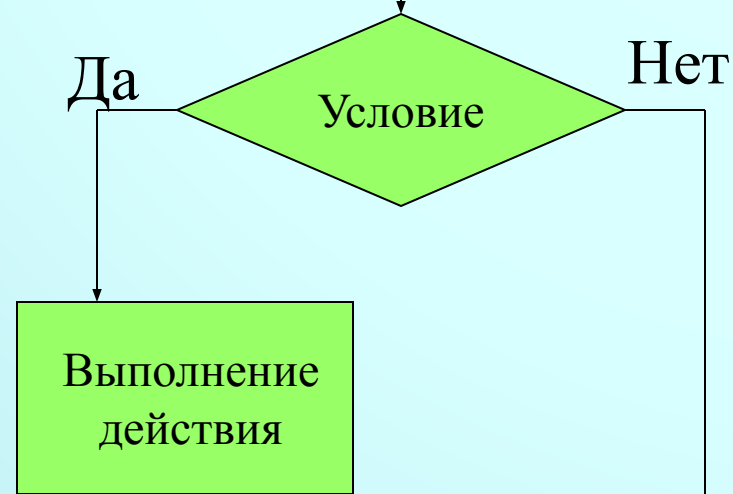 Да
Нет
Условие
Выполнение
действия